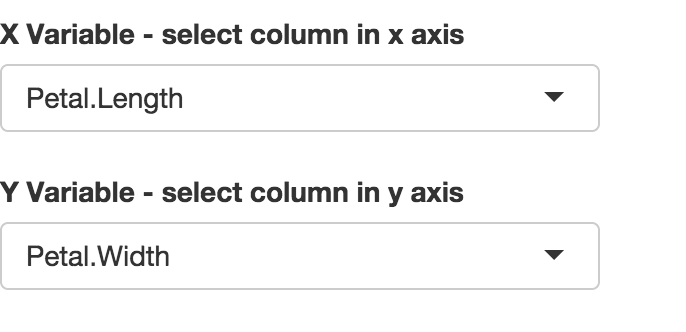 X Variable - select column in x axis
Petal.Length
Y Variable - select column in y axis
Petal.Width